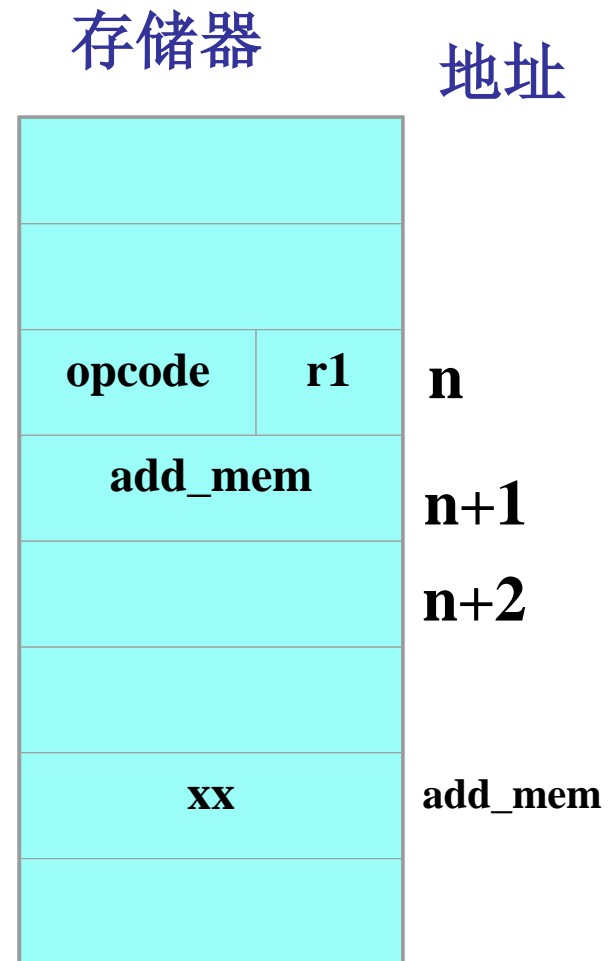 存储器 地址
opcode r1 n
add_mem n+1
n+2
xx add_mem